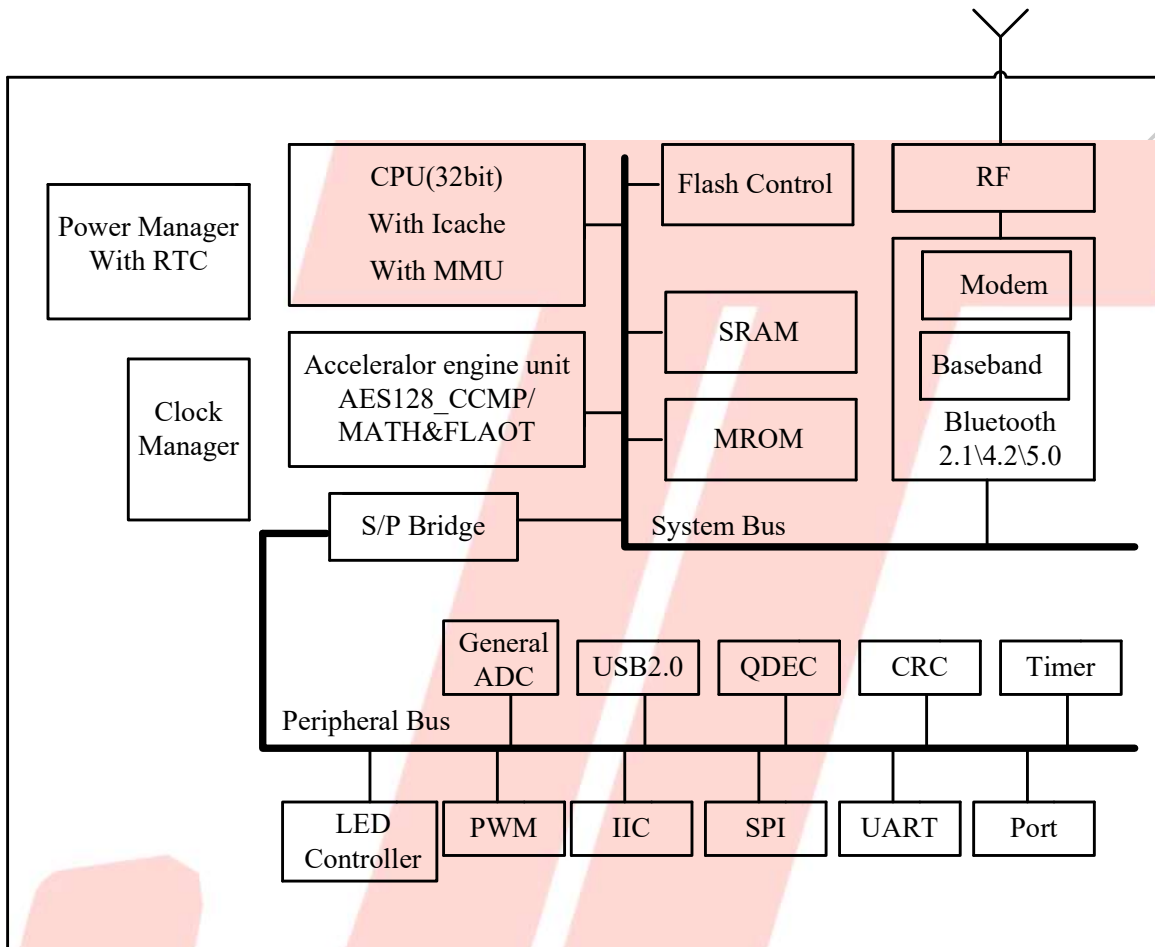 Power Manager
With RTC
Clock
Manager
CPU(32bit)
With Icache
With MMU
Acceleralor engine unit
AES128_CCMP/
MATH&FLAOT
S/P Bridge
Flash Control
SRAM
MROM
System Bus
RF
Modem
Baseband
Bluetooth
2.1\4.2\5.0
Peripheral Bus
General
ADC
USB2.0
QDEC
CRC
Timer
LED
Controller
PWM
IIC
SPI
UART
Port